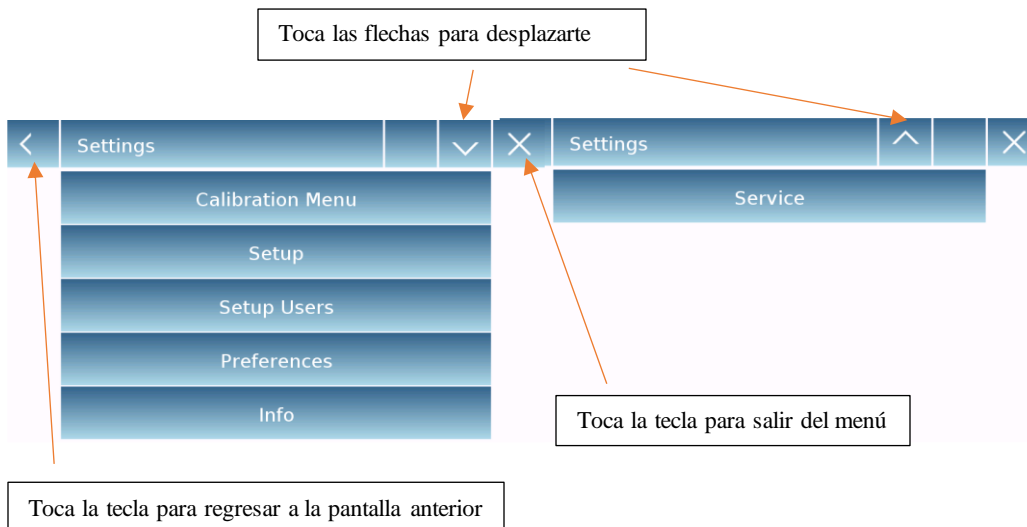 Toca las flechas para desplazarte
Settings
Settings
Calibration Menu
Service
Setup
Setup Users
Preferences
Info
Toca la tecla para salir del menú
Toca la tecla para regresar a la pantalla anterior